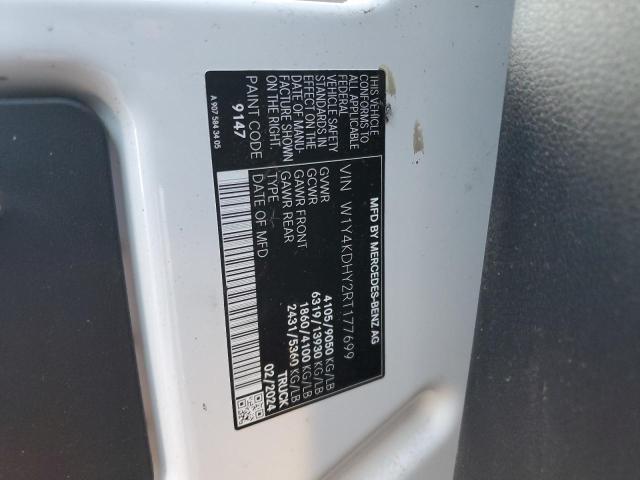 MFD BY MERCEDES-BENZ AG
VIN W1Y4KDHY2RT177699
THIS VEHICLE
CONFORMS TO
ALL APPLICABLE
FEDERAL
VEHICLE SAFETY
STANDARDS IN
DATE OF MANU-
FACTURE SHOWN
ON THE RIGHT.
GVWR 4105/9050 KG/LB
GCWR 6319/13930 KG/LB
GAWR FRONT 1860/4100 KG/LB
GAWR REAR 2431/5360 KG/LB
TYPE TRUCK
DATE OF MFD 02/2024
PAINT CODE
9147
A 907 584 34 05